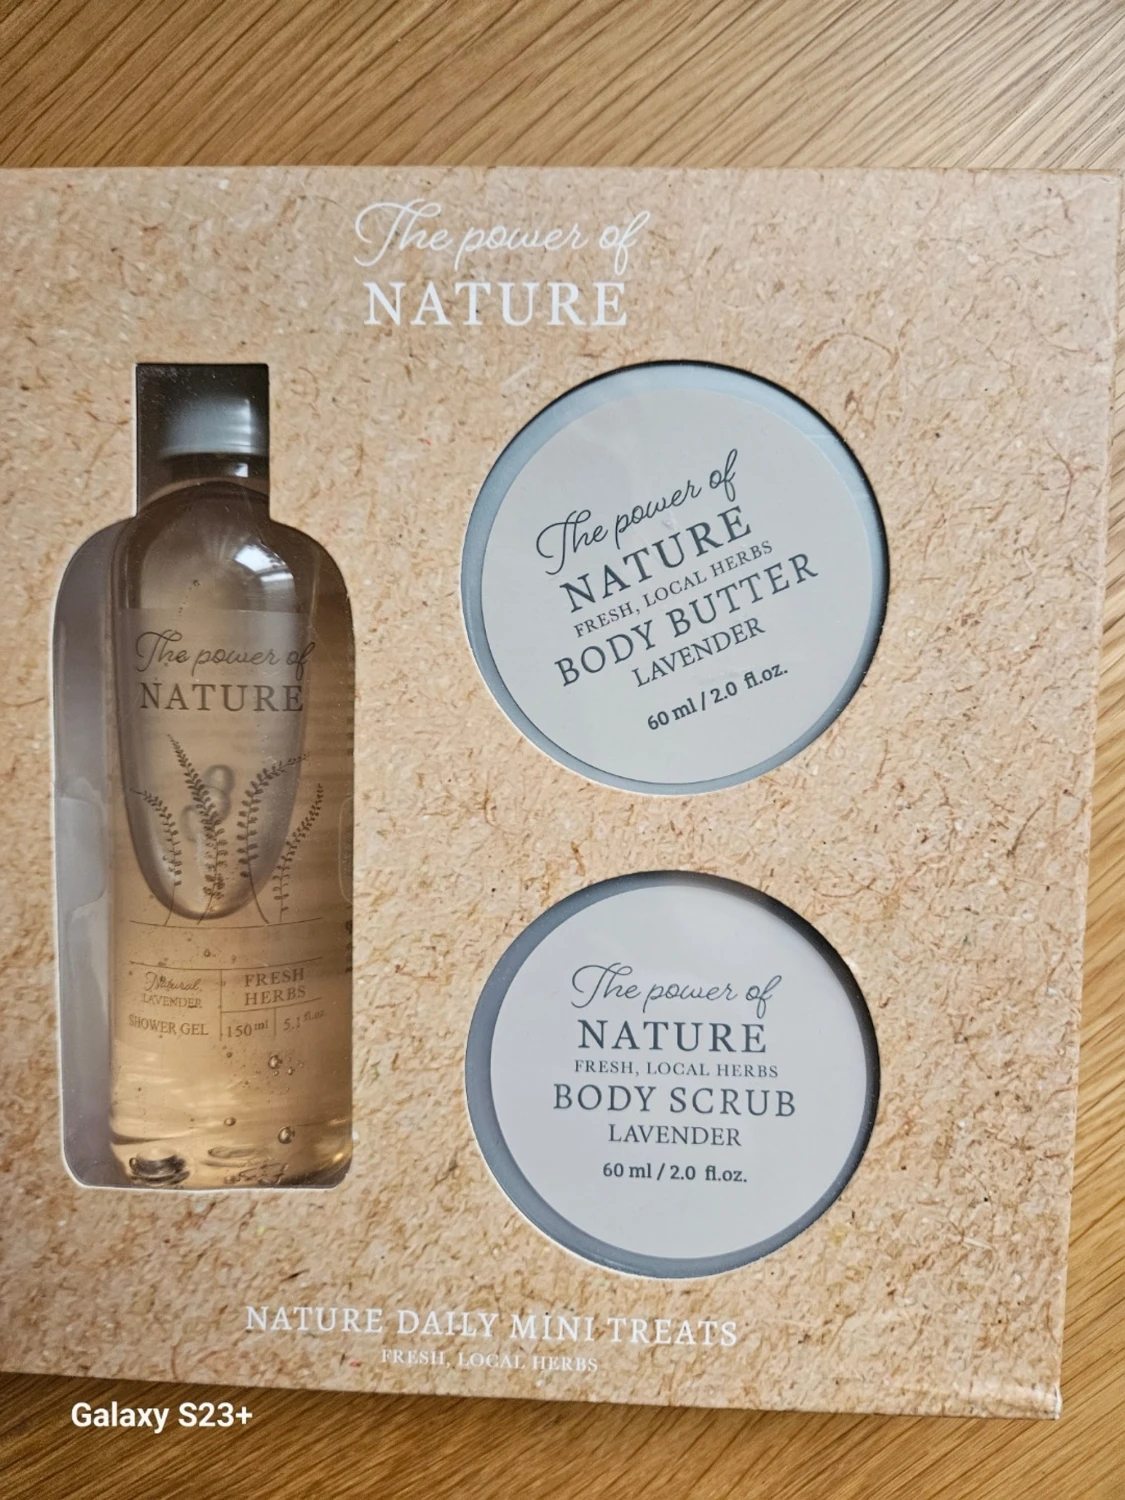 The power of
NATURE
The power of
NATURE
Natural
LAVENDER
SHOWER GEL
FRESH
HERBS
150 ml
5.1 fl.oz.
The power of
NATURE
FRESH, LOCAL HERBS
BODY BUTTER
LAVENDER
60 ml / 2.0 fl.oz.
The power of
NATURE
FRESH, LOCAL HERBS
BODY SCRUB
LAVENDER
60 ml / 2.0 fl.oz.
NATURE DAILY MINI TREATS
FRESH, LOCAL HERBS
Galaxy S23+